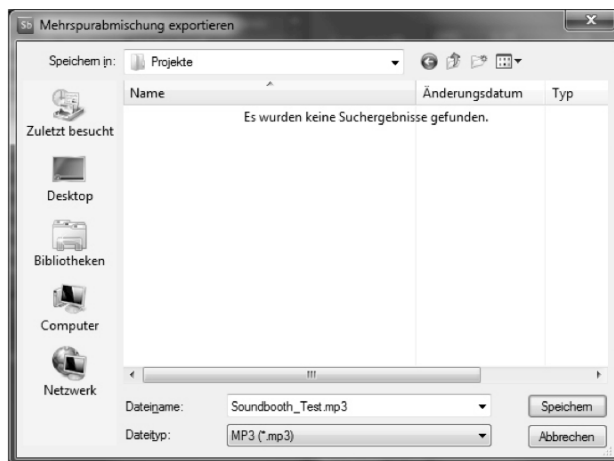 Sb Mehrspurabmischung exportieren
Speichern in: Projekte
Name Änderungsdatum Typ
Es wurden keine Suchergebnisse gefunden.
Zuletzt besucht
Desktop
Bibliotheken
Computer
Netzwerk
Dateiname: Soundbooth_Test.mp3 Speichern
Dateityp: MP3 (*.mp3) Abbrechen